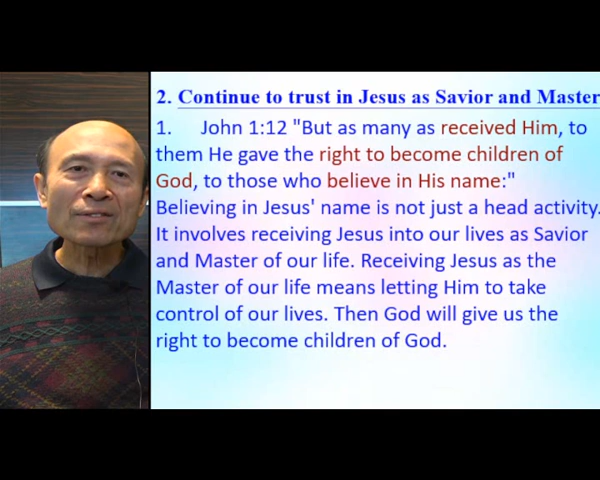 2. Continue to trust in Jesus as Savior and Master
1. John 1:12 "But as many as received Him, to
them He gave the right to become children of
God, to those who believe in His name:"
Believing in Jesus' name is not just a head activity.
It involves receiving Jesus into our lives as Savior
and Master of our life. Receiving Jesus as the
Master of our life means letting Him to take
control of our lives. Then God will give us the
right to become children of God.